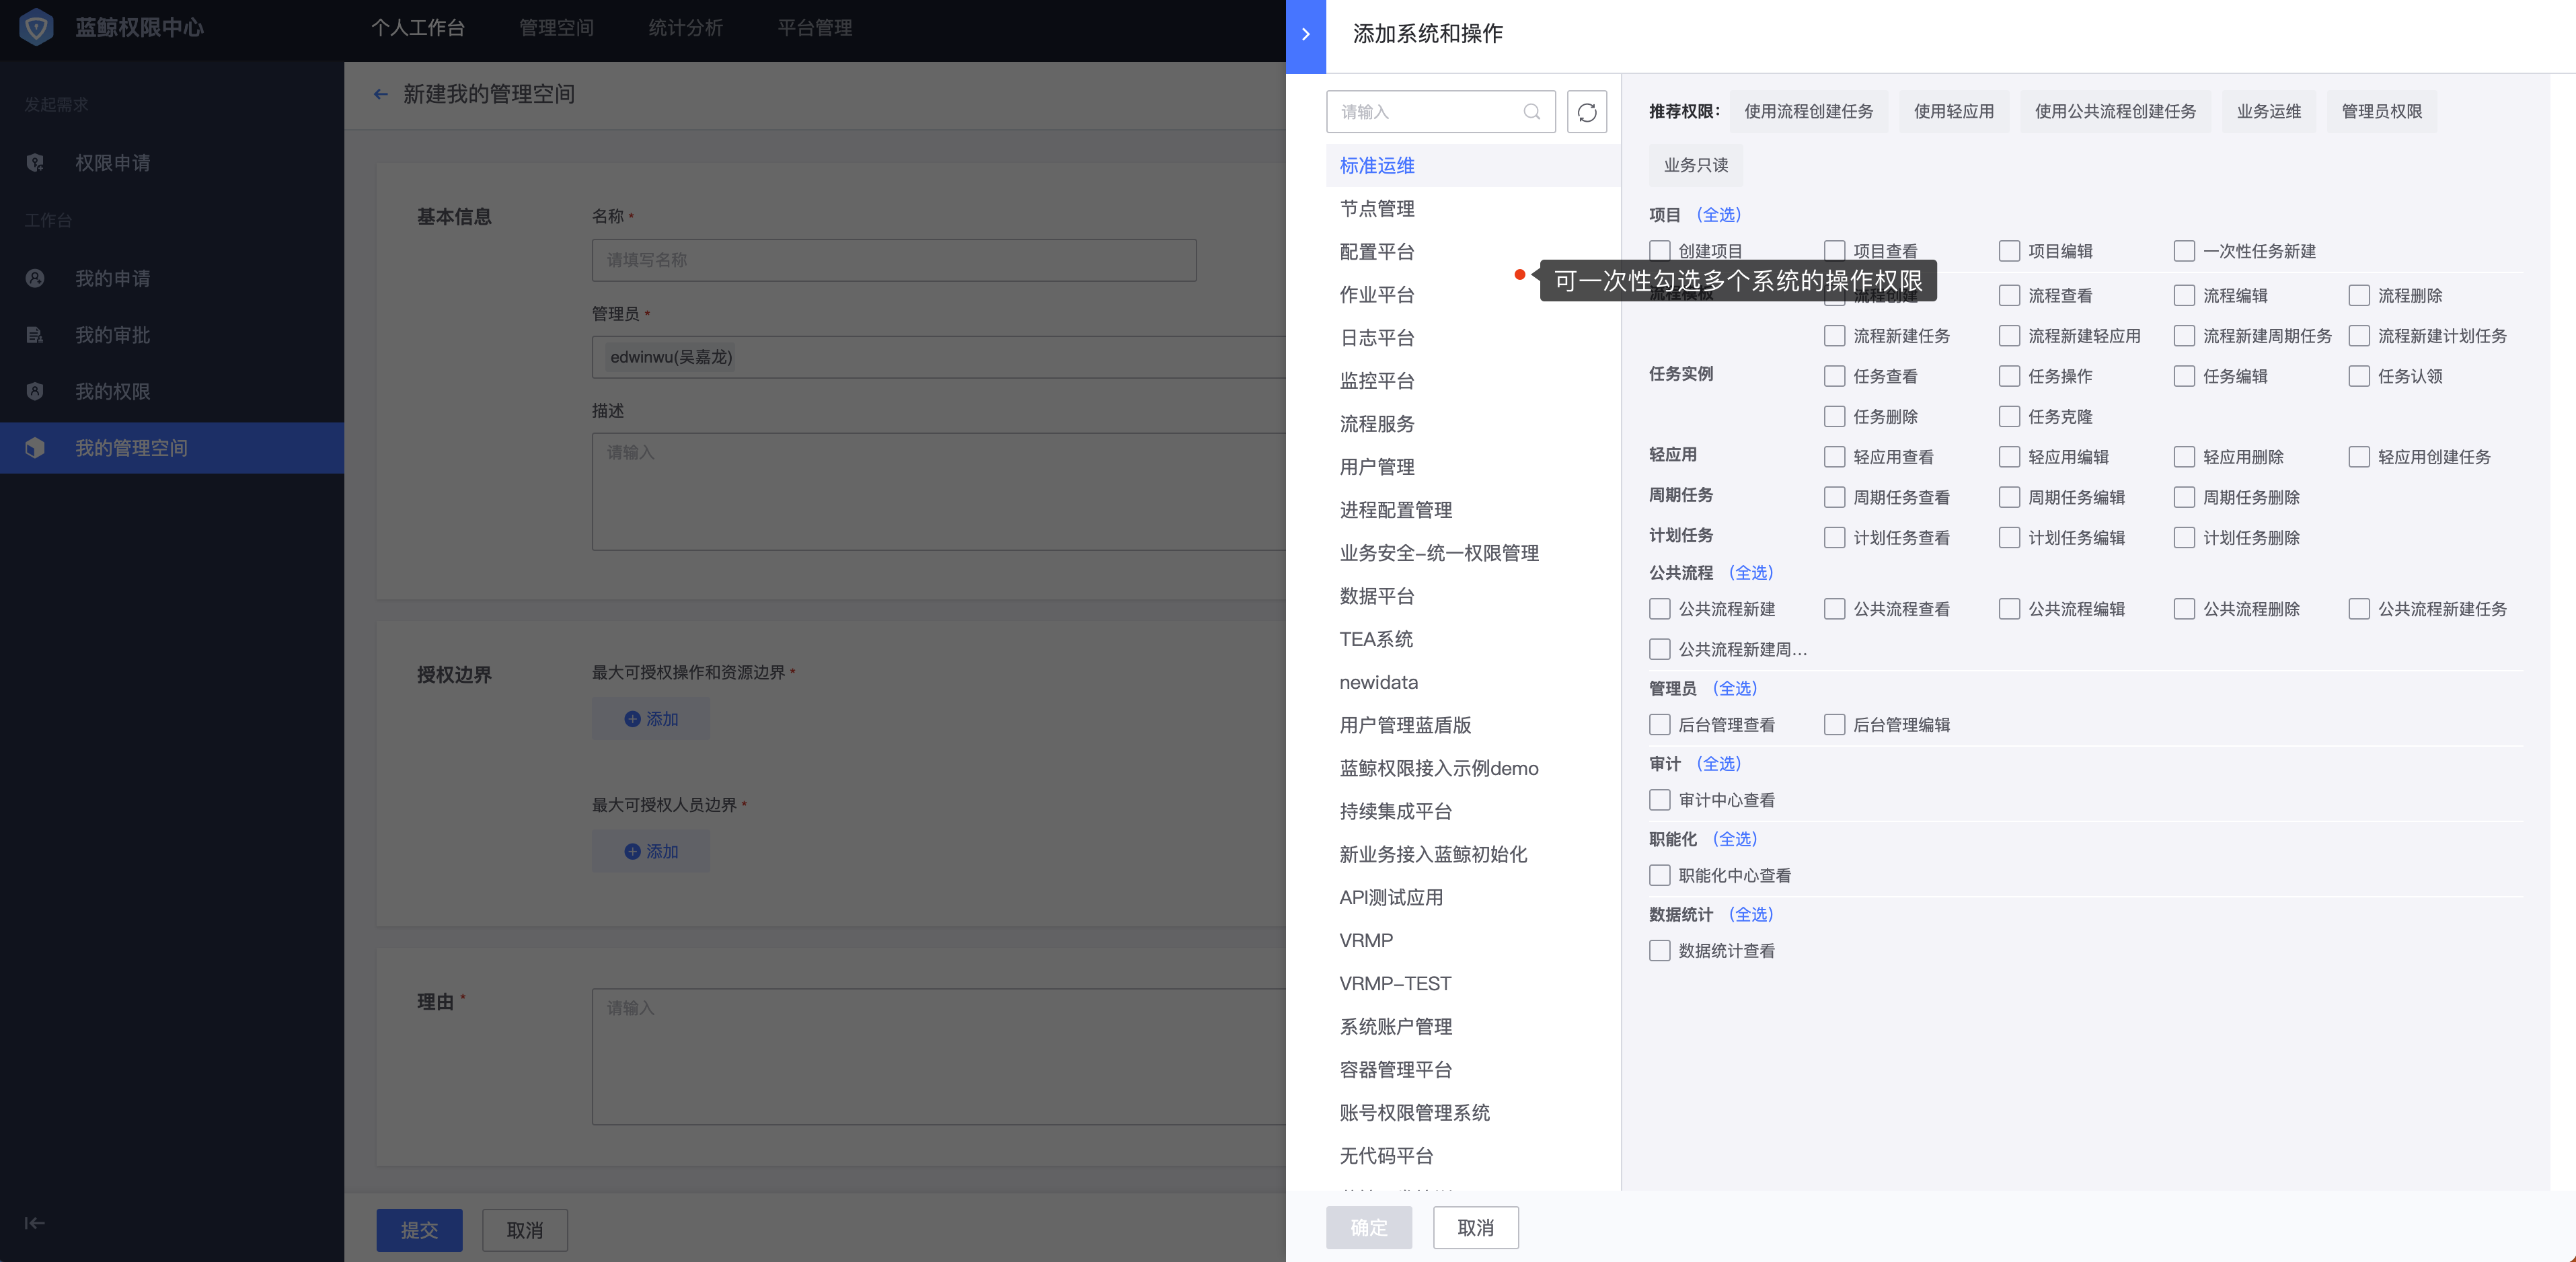 蓝鲸权限中心
个人工作台 管理空间 统计分析 平台管理
发起需求
权限申请
工作台
我的申请
我的审批
我的权限
我的管理空间
新建我的管理空间
基本信息
名称 *
请填写名称
管理员 *
edwinwu(吴嘉龙)
描述
请输入
授权边界
最大可授权操作和资源边界 *
添加
最大可授权人员边界 *
添加
理由 *
请输入
提交 取消
添加系统和操作
请输入
标准运维
节点管理
配置平台
作业平台
日志平台
监控平台
流程服务
用户管理
进程配置管理
业务安全-统一权限管理
数据平台
TEA系统
newidata
用户管理蓝盾版
蓝鲸权限接入示例demo
持续集成平台
新业务接入蓝鲸初始化
API测试应用
VRMP
VRMP-TEST
系统账户管理
容器管理平台
账号权限管理系统
无代码平台
推荐权限： 使用流程创建任务 使用轻应用 使用公共流程创建任务 业务运维 管理员权限
业务只读
项目 (全选)
创建项目 项目查看 项目编辑 一次性任务新建
可一次性勾选多个系统的操作权限
流程模板 流程创建 流程查看 流程编辑 流程删除
流程新建任务 流程新建轻应用 流程新建周期任务 流程新建计划任务
任务实例 任务查看 任务操作 任务编辑 任务认领
任务删除 任务克隆
轻应用 轻应用查看 轻应用编辑 轻应用删除 轻应用创建任务
周期任务 周期任务查看 周期任务编辑 周期任务删除
计划任务 计划任务查看 计划任务编辑 计划任务删除
公共流程 (全选)
公共流程新建 公共流程查看 公共流程编辑 公共流程删除 公共流程新建任务
公共流程新建周...
管理员 (全选)
后台管理查看 后台管理编辑
审计 (全选)
审计中心查看
职能化 (全选)
职能化中心查看
数据统计 (全选)
数据统计查看
确定 取消